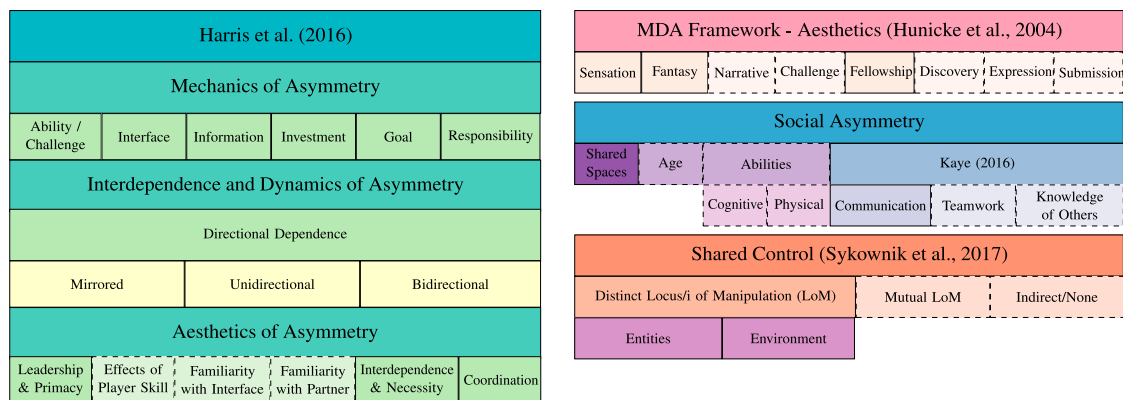 Harris et al. (2016)
Mechanics of Asymmetry
Ability /
Challenge
Interface
Information
Investment
Goal
Responsibility
Interdependence and Dynamics of Asymmetry
Directional Dependence
Mirrored
Unidirectional
Bidirectional
Aesthetics of Asymmetry
Leadership
& Primacy
Effects of
Player Skill
Familiarity
with Interface
Familiarity
with Partner
Interdependence
& Necessity
Coordination
MDA Framework - Aesthetics (Hunicke et al., 2004)
Sensation
Fantasy
Narrative
Challenge
Fellowship
Discovery
Expression
Submission
Social Asymmetry
Shared
Spaces
Age
Abilities
Kaye (2016)
Cognitive
Physical
Communication
Teamwork
Knowledge
of Others
Shared Control (Sykownik et al., 2017)
Distinct Locus/i of Manipulation (LoM)
Mutual LoM
Indirect/None
Entities
Environment